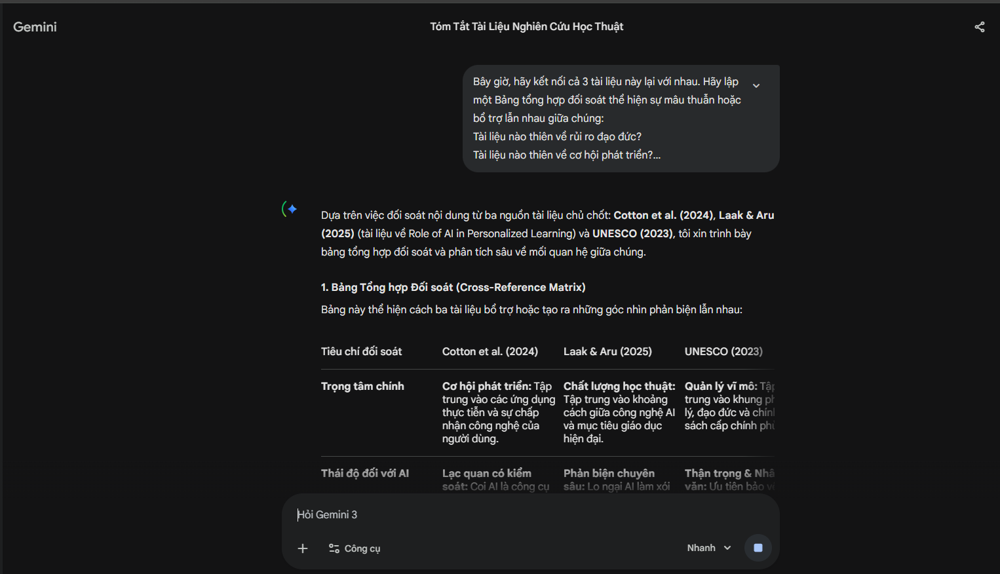 Gemini
Tóm Tắt Tài Liệu Nghiên Cứu Học Thuật
Bây giờ, hãy kết nối cả 3 tài liệu này lại với nhau. Hãy lập
một Bảng tổng hợp đối soát thể hiện sự mâu thuẫn hoặc
bổ trợ lẫn nhau giữa chúng:
Tài liệu nào thiên về rủi ro đạo đức?
Tài liệu nào thiên về cơ hội phát triển?...
Dựa trên việc đối soát nội dung từ ba nguồn tài liệu chủ chốt: Cotton et al. (2024), Laak & Aru
(2025) (tài liệu về Role of AI in Personalized Learning) và UNESCO (2023), tôi xin trình bày
bảng tổng hợp đối soát và phân tích sâu về mối quan hệ giữa chúng.
1. Bảng Tổng hợp Đối soát (Cross-Reference Matrix)
Bảng này thể hiện cách ba tài liệu bổ trợ hoặc tạo ra những góc nhìn phản biện lẫn nhau:
Tiêu chí đối soát
Cotton et al. (2024)
Laak & Aru (2025)
UNESCO (2023)
Trọng tâm chính
Cơ hội phát triển: Tập
trung vào các ứng dụng
thực tiễn và sự chấp
nhận công nghệ của
người dùng.
Chất lượng học thuật:
Tập trung vào khoảng
cách giữa công nghệ AI
và mục tiêu giáo dục
hiện đại.
Quản lý vĩ mô: Tập
trung vào khung ph
lý, đạo đức và chính
sách cấp chính phủ
Thái độ đối với AI
Lạc quan có kiểm
soát: Coi AI là công cụ
Phản biện chuyên
sâu: Lo ngại AI làm xói
Thận trọng & Nhâ
văn: Ưu tiên bảo vệ
Hỏi Gemini 3
Công cụ
Nhanh